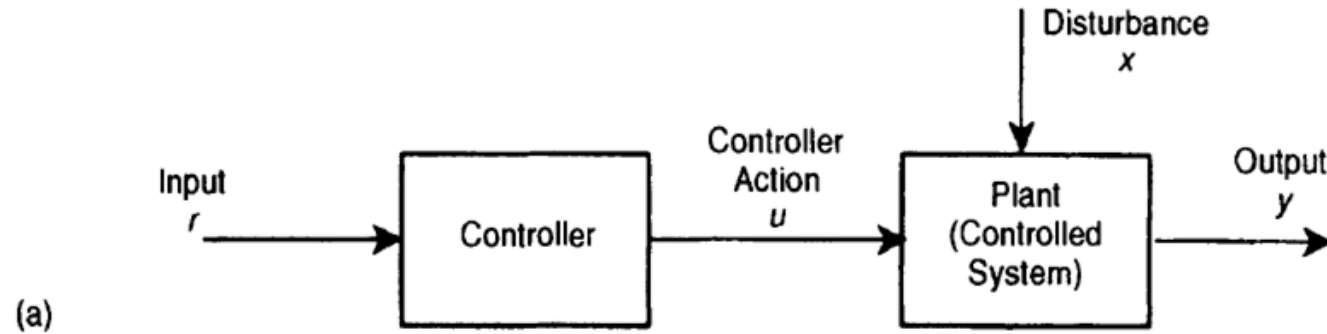 Disturbance
x
Controller
Action
u
Input
r
Controller
Plant
(Controlled
System)
Output
y
(a)